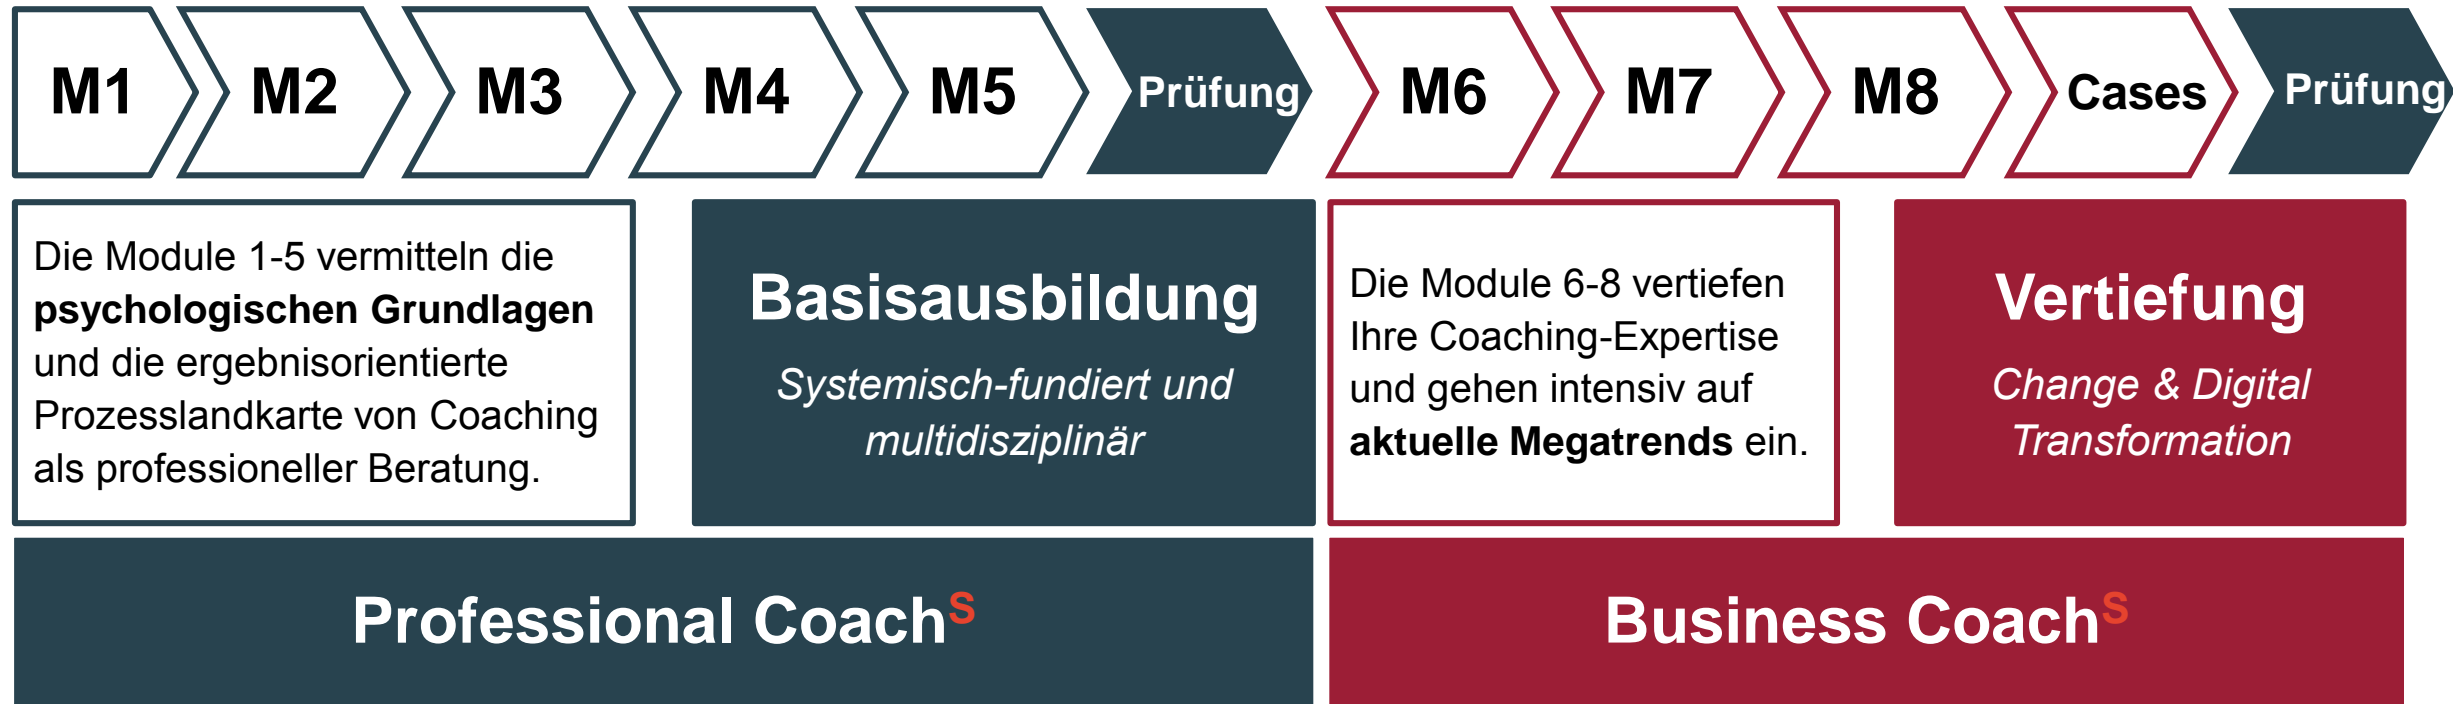 M1 M2 M3 M4 M5 Prüfung M6 M7 M8 Cases Prüfung
Die Module 1-5 vermitteln die
psychologischen Grundlagen
und die ergebnisorientierte
Prozesslandkarte von Coaching
als professioneller Beratung.
Basisausbildung
Systemisch-fundiert und
multidisziplinär
Die Module 6-8 vertiefen
Ihre Coaching-Expertise
und gehen intensiv auf
aktuelle Megatrends ein.
Vertiefung
Change & Digital
Transformation
Professional CoachS
Business CoachS